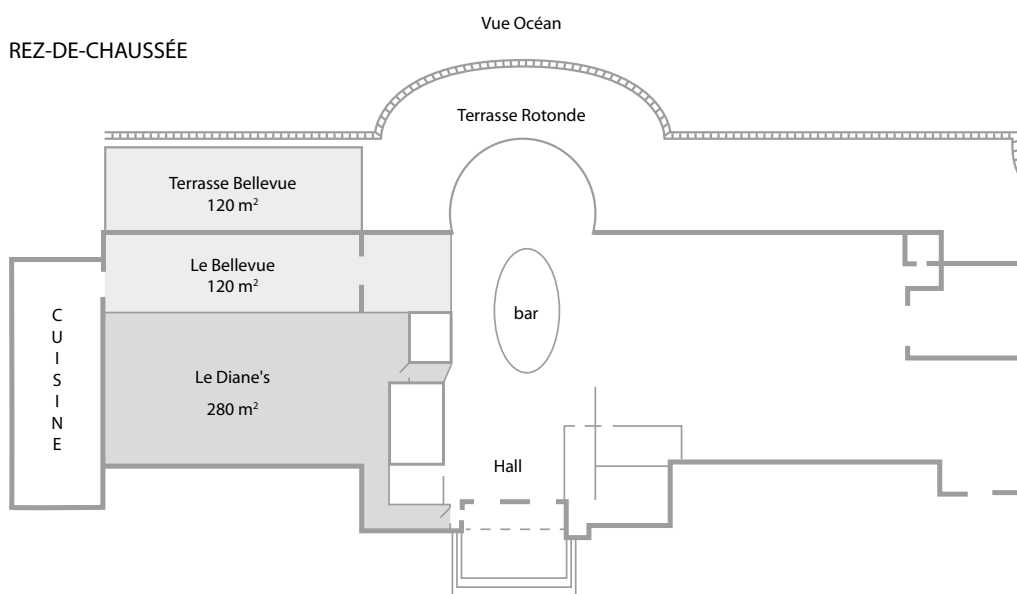 Vue Océan
REZ-DE-CHAUSSÉE
Terrasse Rotonde
Terrasse Bellevue
120 m²
Le Bellevue
120 m²
bar
CUISINE
Le Diane's
280 m²
Hall